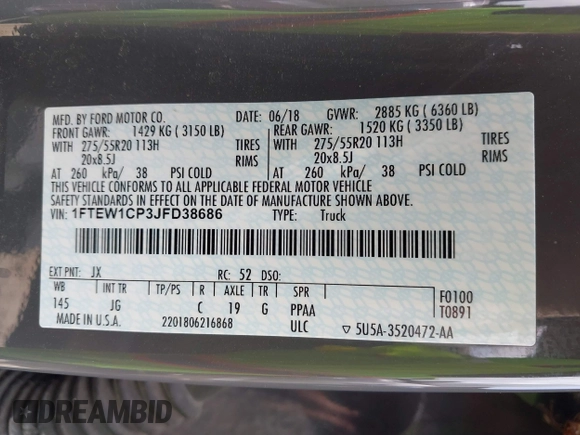 MFD. BY FORD MOTOR CO. DATE: 06/18 GVWR: 2885 KG ( 6360 LB)
FRONT GAWR: 1429 KG ( 3150 LB) REAR GAWR: 1520 KG ( 3350 LB)
WITH 275/55R20 113H TIRES WITH 275/55R20 113H TIRES
20x8.5J RIMS 20x8.5J RIMS
AT 260 kPa/ 38 PSI COLD AT 260 kPa/ 38 PSI COLD
THIS VEHICLE CONFORMS TO ALL APPLICABLE FEDERAL MOTOR VEHICLE
SAFETY STANDARDS IN EFFECT ON THE DATE OF MANUFACTURE SHOWN ABOVE.
VIN: 1FTEW1CP3JFD38686 TYPE: Truck
EXT PNT: JX RC: 52 DSO:
WB INT TR TP/PS R AXLE TR SPR
145 JG C 19 G PPAA
F0100
T0891
MADE IN U.S.A. 2201806216868 ULC ▽ 5U5A-3520472-AA
DREAMBID